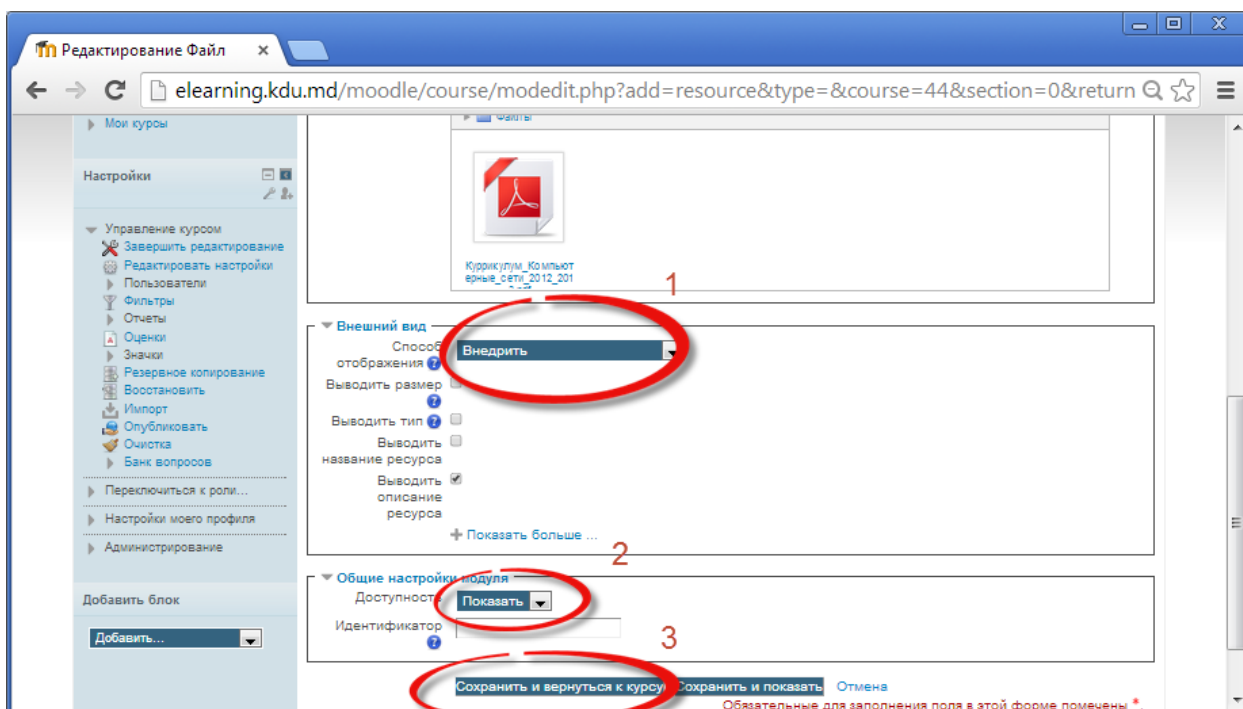 Редактирование Файл
elearning.kdu.md/moodle/course/modedit.php?add=resource&type=&course=44&section=0&return
Мои курсы
Настройки
Управление курсом
Завершить редактирование
Редактировать настройки
Пользователи
Фильтры
Отчеты
Оценки
Значки
Резервное копирование
Восстановить
Импорт
Опубликовать
Очистка
Банк вопросов
Переключиться к роли...
Настройки моего профиля
Администрирование
Добавить блок
Добавить...
Файлы
Куррикулум_Компьют
ерные_сети_2012_201
1
Внешний вид
Способ
отображения
Внедрить
Выводить размер
Выводить тип
Выводить
название ресурса
Выводить
описание
ресурса
Показать больше ...
2
Общие настройки модуля
Доступность
Показать
Идентификатор
3
Сохранить и вернуться к курсу
Сохранить и показать
Отмена
Обязательные для заполнения поля в этой форме помечены *.